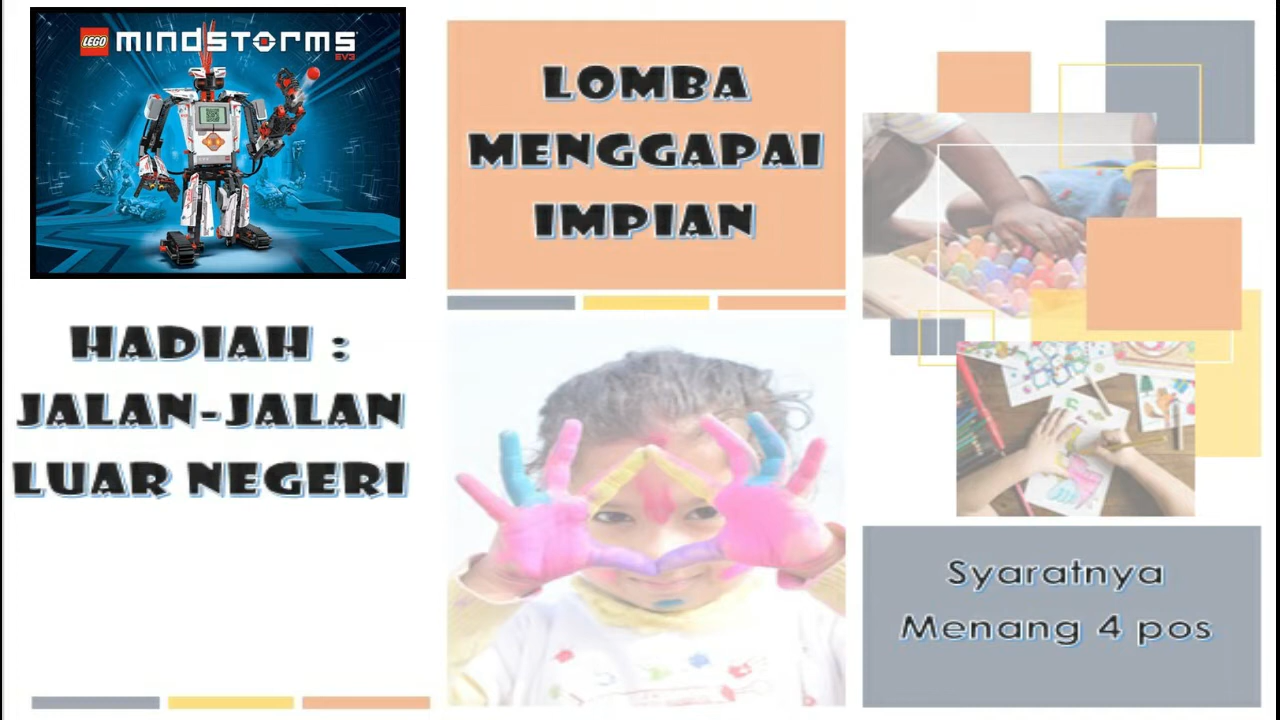 LEGO mindstorms
EV3
HADIAH :
JALAN-JALAN
LUAR NEGERI
LOMBA
MENGGAPAI
IMPIAN
Syaratnya
Menang 4 pos